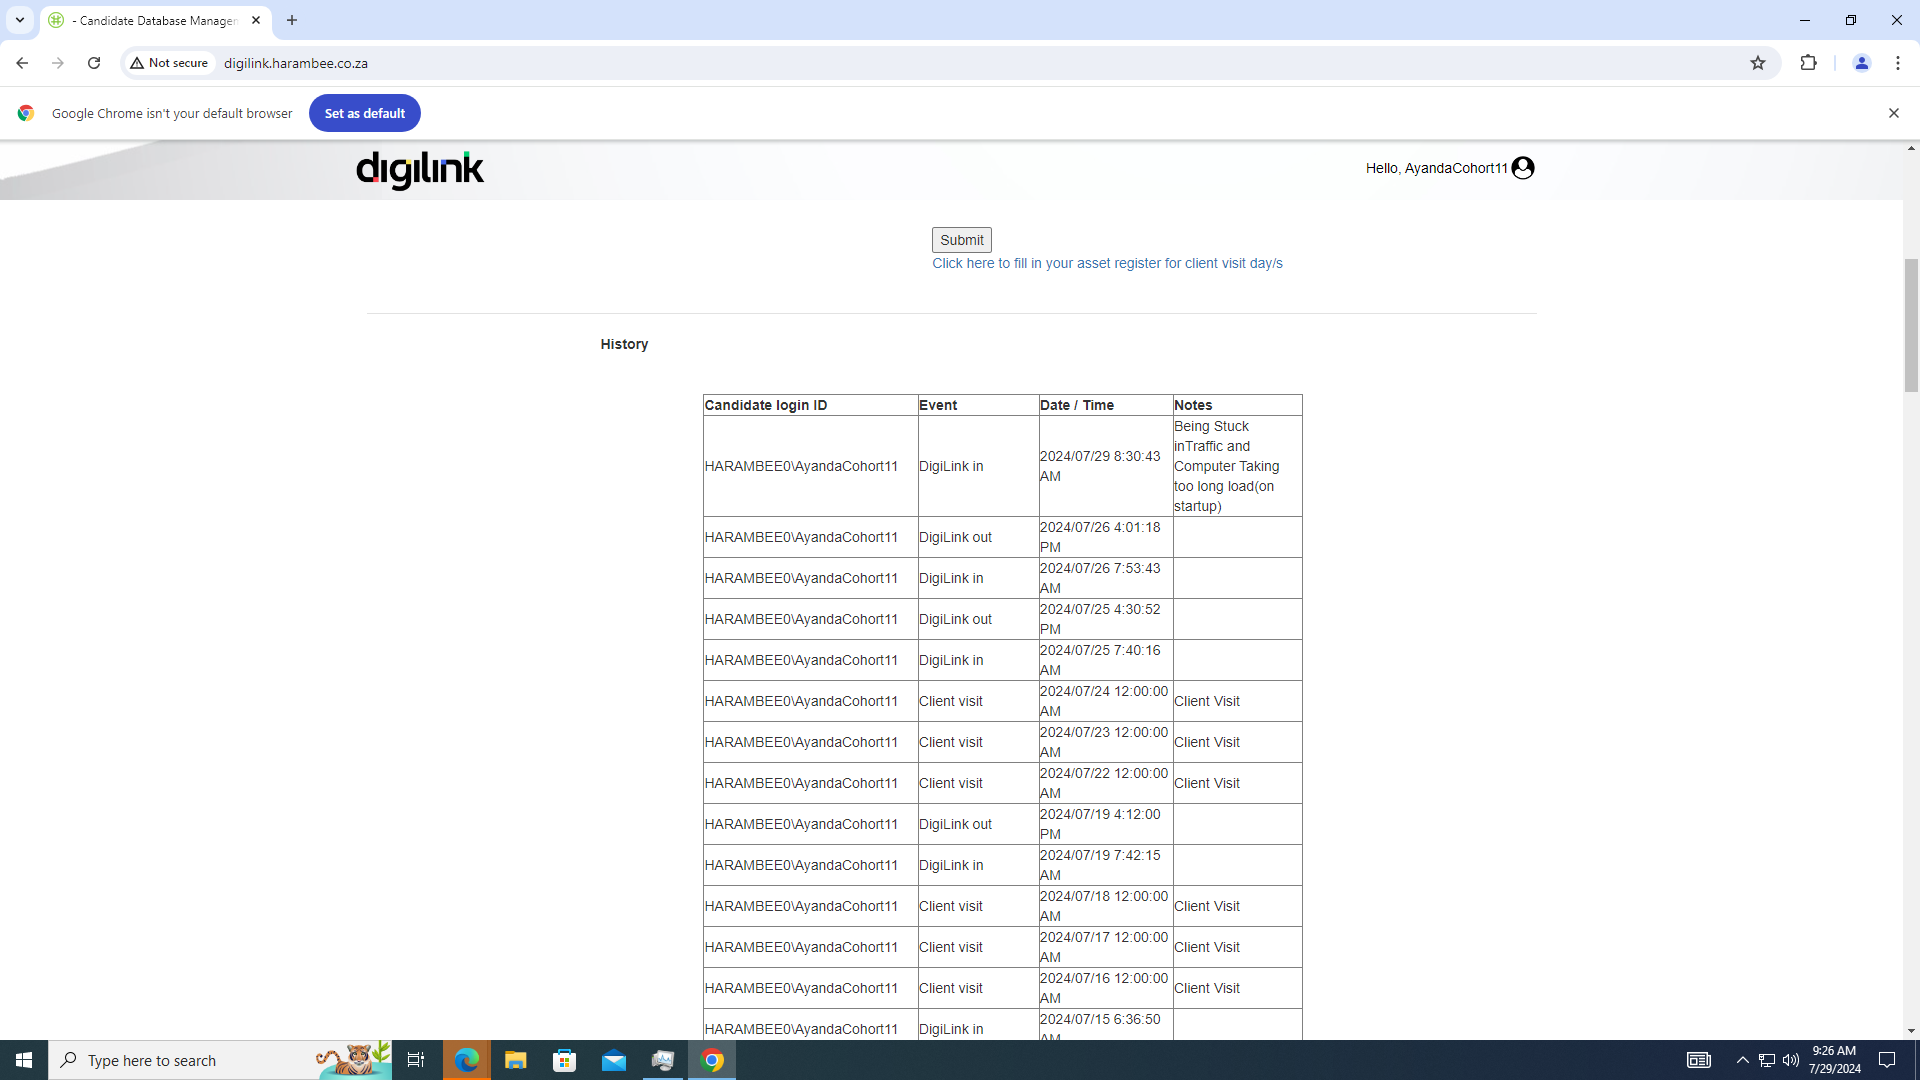 - Candidate Database Manager
Not secure
digilink.harambee.co.za
Google Chrome isn't your default browser
Set as default
digilink
Hello, AyandaCohort11
Submit
Click here to fill in your asset register for client visit day/s
History
Candidate login ID Event Date / Time Notes
HARAMBEE0\AyandaCohort11 DigiLink in 2024/07/29 8:30:43 AM Being Stuck inTraffic and Computer Taking too long load(on startup)
HARAMBEE0\AyandaCohort11 DigiLink out 2024/07/26 4:01:18 PM
HARAMBEE0\AyandaCohort11 DigiLink in 2024/07/26 7:53:43 AM
HARAMBEE0\AyandaCohort11 DigiLink out 2024/07/25 4:30:52 PM
HARAMBEE0\AyandaCohort11 DigiLink in 2024/07/25 7:40:16 AM
HARAMBEE0\AyandaCohort11 Client visit 2024/07/24 12:00:00 AM Client Visit
HARAMBEE0\AyandaCohort11 Client visit 2024/07/23 12:00:00 AM Client Visit
HARAMBEE0\AyandaCohort11 Client visit 2024/07/22 12:00:00 AM Client Visit
HARAMBEE0\AyandaCohort11 DigiLink out 2024/07/19 4:12:00 PM
HARAMBEE0\AyandaCohort11 DigiLink in 2024/07/19 7:42:15 AM
HARAMBEE0\AyandaCohort11 Client visit 2024/07/18 12:00:00 AM Client Visit
HARAMBEE0\AyandaCohort11 Client visit 2024/07/17 12:00:00 AM Client Visit
HARAMBEE0\AyandaCohort11 Client visit 2024/07/16 12:00:00 AM Client Visit
HARAMBEE0\AyandaCohort11 DigiLink in 2024/07/15 6:36:50 AM
Type here to search
9:26 AM
7/29/2024